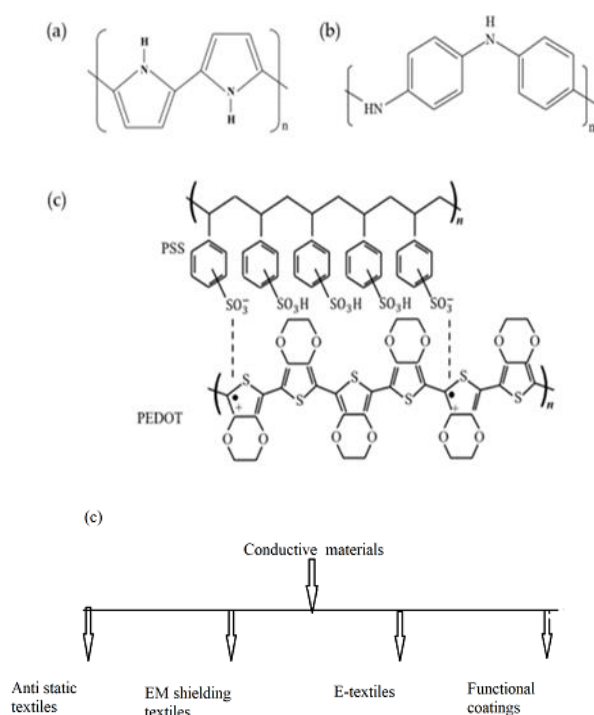 (a)
(b)
H
N
N
H
n
H
N
HN
n
(c)
n
PSS
SO3- SO3H SO3H SO3H SO3-
O O O O O O
S S S S S S
n
+ +
PEDOT
O O O O O O
(c)
Conductive materials
Anti static
textiles
EM shielding
textiles
E-textiles
Functional
coatings